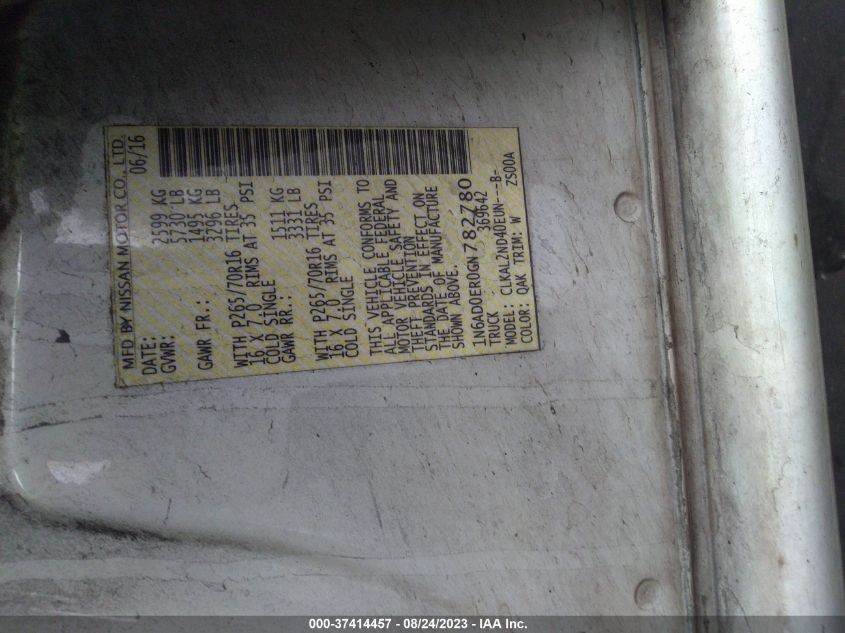 MFD BY NISSAN MOTOR CO., LTD.
DATE: 06/16
GVWR: 2599 KG
5730 LB
GAWR FR.: 1495 KG
3296 LB
WITH P265/70R16 TIRES
16 X 7.0 RIMS AT 35 PSI
COLD SINGLE
GAWR RR.: 1511 KG
3331 LB
WITH P265/70R16 TIRES
16 X 7.0 RIMS AT 35 PSI
COLD SINGLE
THIS VEHICLE CONFORMS TO
ALL APPLICABLE FEDERAL
MOTOR VEHICLE SAFETY AND
THEFT PREVENTION
STANDARDS IN EFFECT ON
THE DATE OF MANUFACTURE
SHOWN ABOVE.
1N6AD0ER0GN782780
TRUCK 369642
MODEL: CLKAL2ND40EUN---B-
COLOR: QAK TRIM: W ZS00A
000-37414457 - 08/24/2023 - IAA Inc.